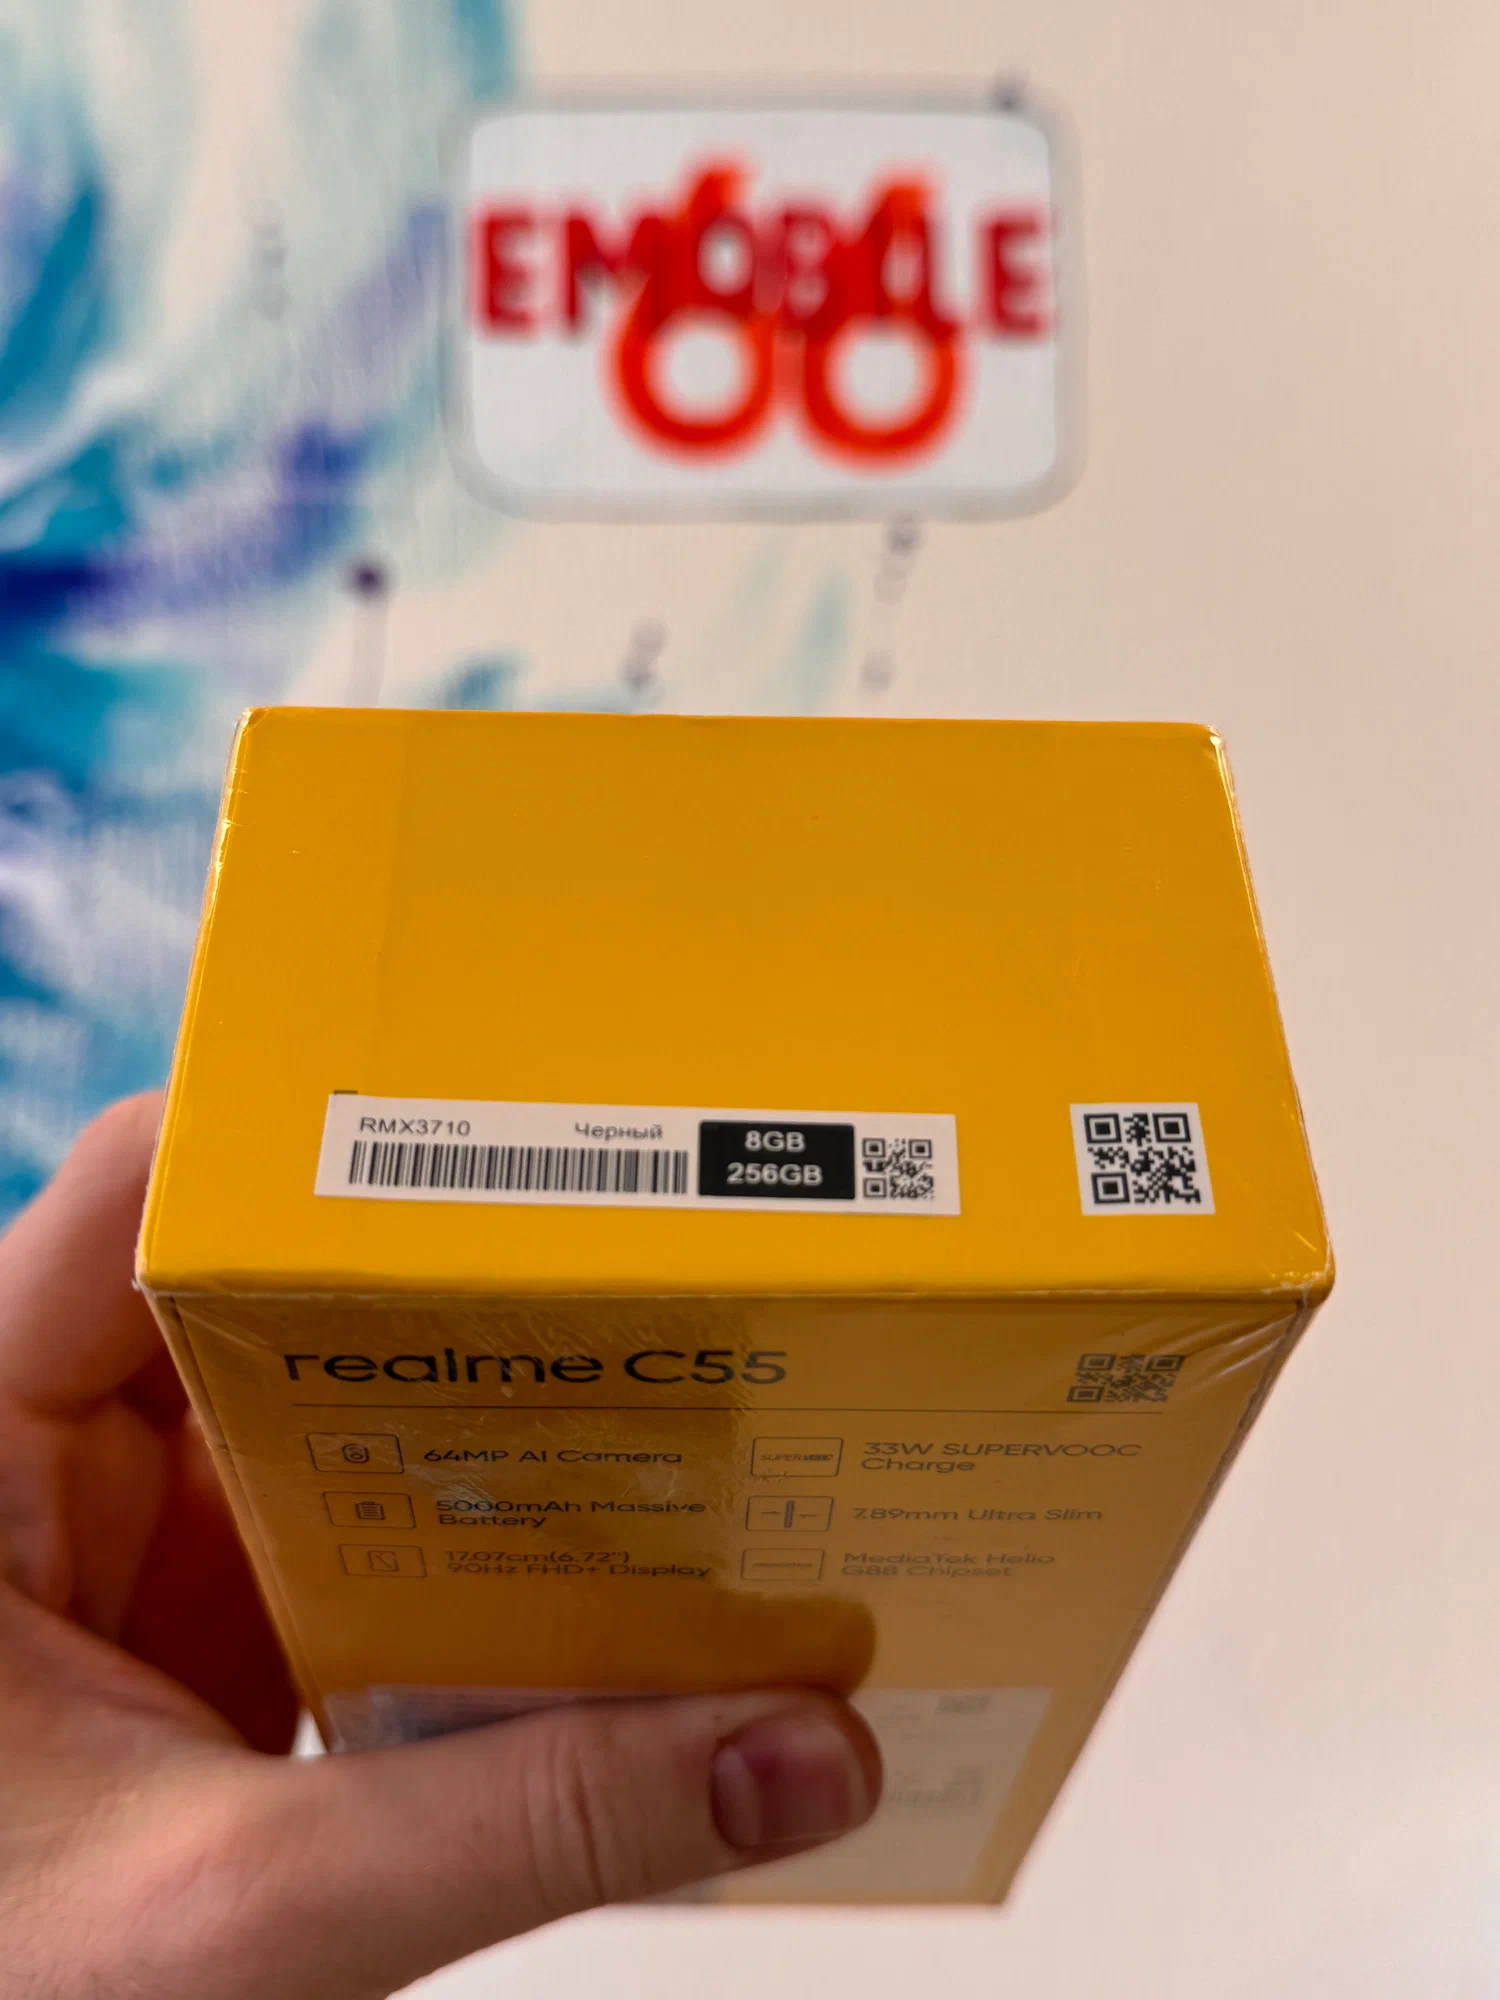 EMOBILE
66
RMX3710
Черный
8GB
256GB
realme C55
64MP AI Camera
33W SUPERVOOC
Charge
5000mAh Massive
Battery
7.89mm Ultra Slim
17.07cm(6.72")
90Hz FHD+ Display
MediaTek Helio
G88 Chipset